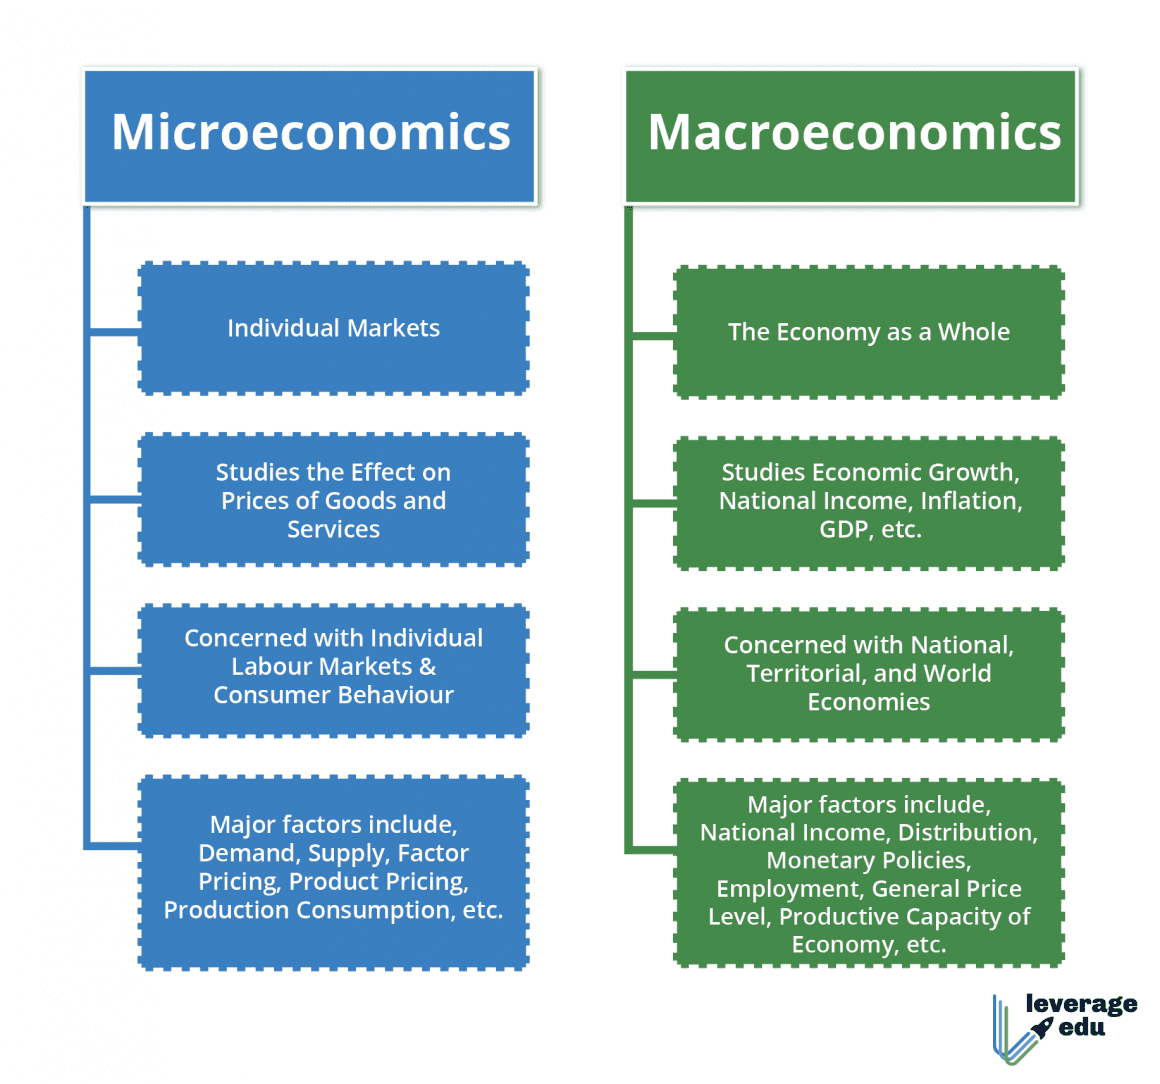 Microeconomics
Individual Markets
Studies the Effect on
Prices of Goods and
Services
Concerned with Individual
Labour Markets &
Consumer Behaviour
Major factors include,
Demand, Supply, Factor
Pricing, Product Pricing,
Production Consumption, etc.
Macroeconomics
The Economy as a Whole
Studies Economic Growth,
National Income, Inflation,
GDP, etc.
Concerned with National,
Territorial, and World
Economies
Major factors include,
National Income, Distribution,
Monetary Policies,
Employment, General Price
Level, Productive Capacity of
Economy, etc.
leverage
edu